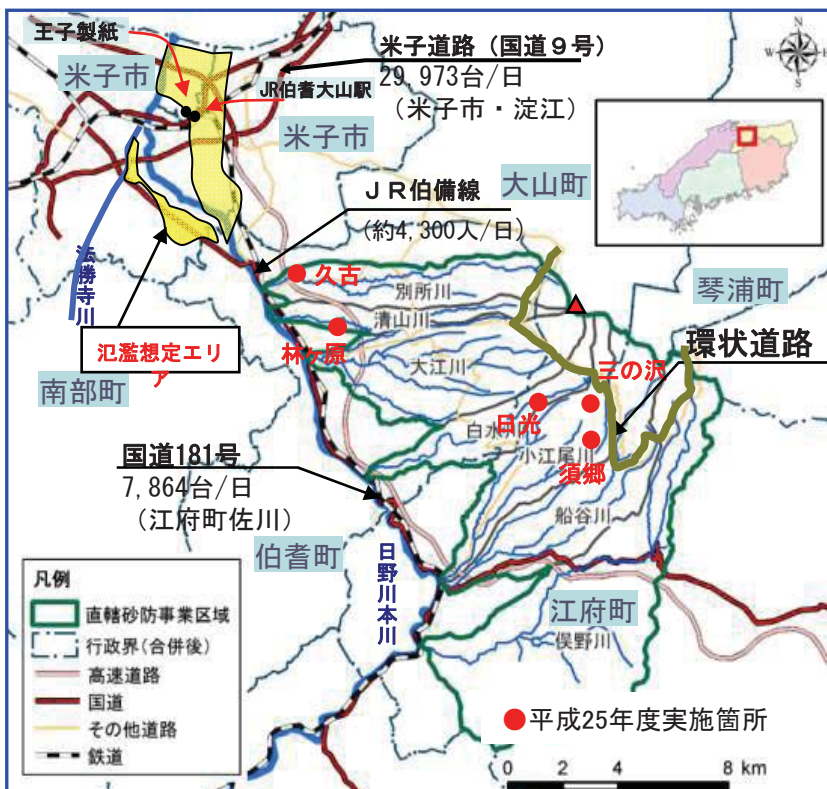 王子製紙
米子市
JR伯耆大山駅
米子市
米子道路（国道９号）
29,973台/日
（米子市・淀江）
N
W
E
S
ＪＲ伯備線
(約4,300人/日)
大山町
法勝寺川
久古
別所川
清山川
琴浦町
氾濫想定エリ
ア
林ヶ原
大江川
環状道路
南部町
三の沢
日光
白水川
小江尾川
須郷
国道181号
7,864台/日
（江府町佐川）
船谷川
伯耆町
日野川本川
江府町
俣野川
凡例
直轄砂防事業区域
行政界(合併後)
高速道路
国道
その他道路
鉄道
平成25年度実施箇所
0 2 4 8 km